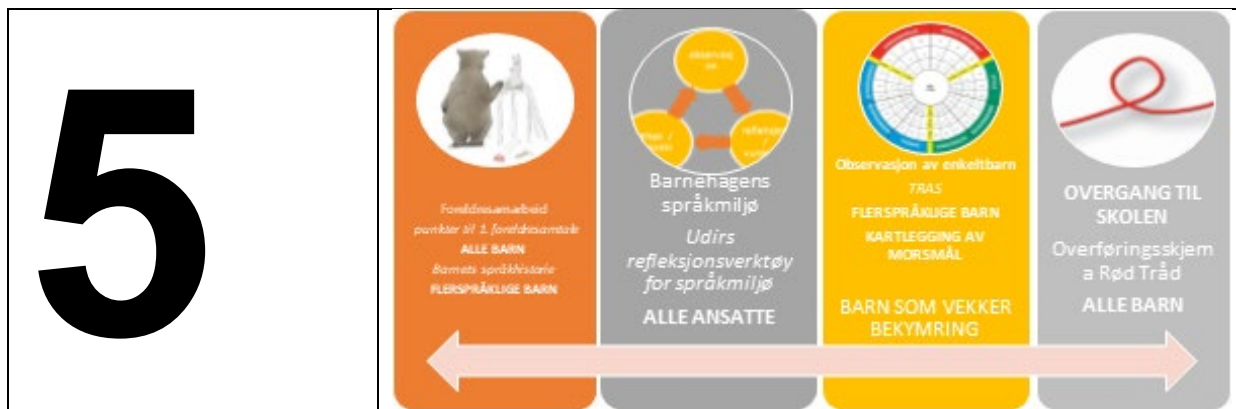 5
Foreldresamarbeid
punkter til 1. foreldresamtale
ALLE BARN
Barnets språkhistorie
FLERSPRÅKLIGE BARN
Barnehagens
språkmiljø
Udirs
refleksjonsverktøy
for språkmiljø
ALLE ANSATTE
Observasjon av enkeltbarn
TRAS
FLERSPRÅKLIGE BARN
KARTLEGGING AV
MORSMÅL
BARN SOM VEKKER
BEKYMRING
OVERGANG TIL
SKOLEN
Overføringsskjem
a Rød Tråd
ALLE BARN